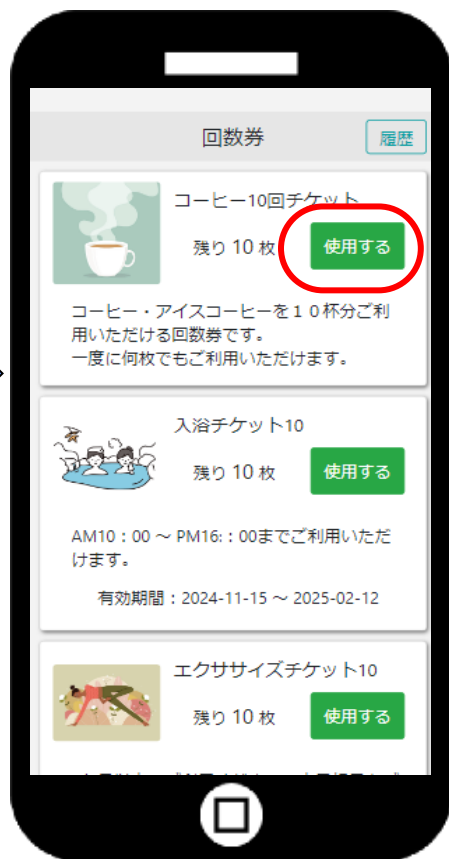 回数券
履歴
コーヒー10回チケット
残り 10 枚
使用する
コーヒー・アイスコーヒーを１０杯分ご利
用いただける回数券です。
一度に何枚でもご利用いただけます。
入浴チケット10
残り 10 枚
使用する
AM10：00 ～ PM16:：00までご利用いただ
けます。
有効期間：2024-11-15 ～ 2025-02-12
エクササイズチケット10
残り 10 枚
使用する